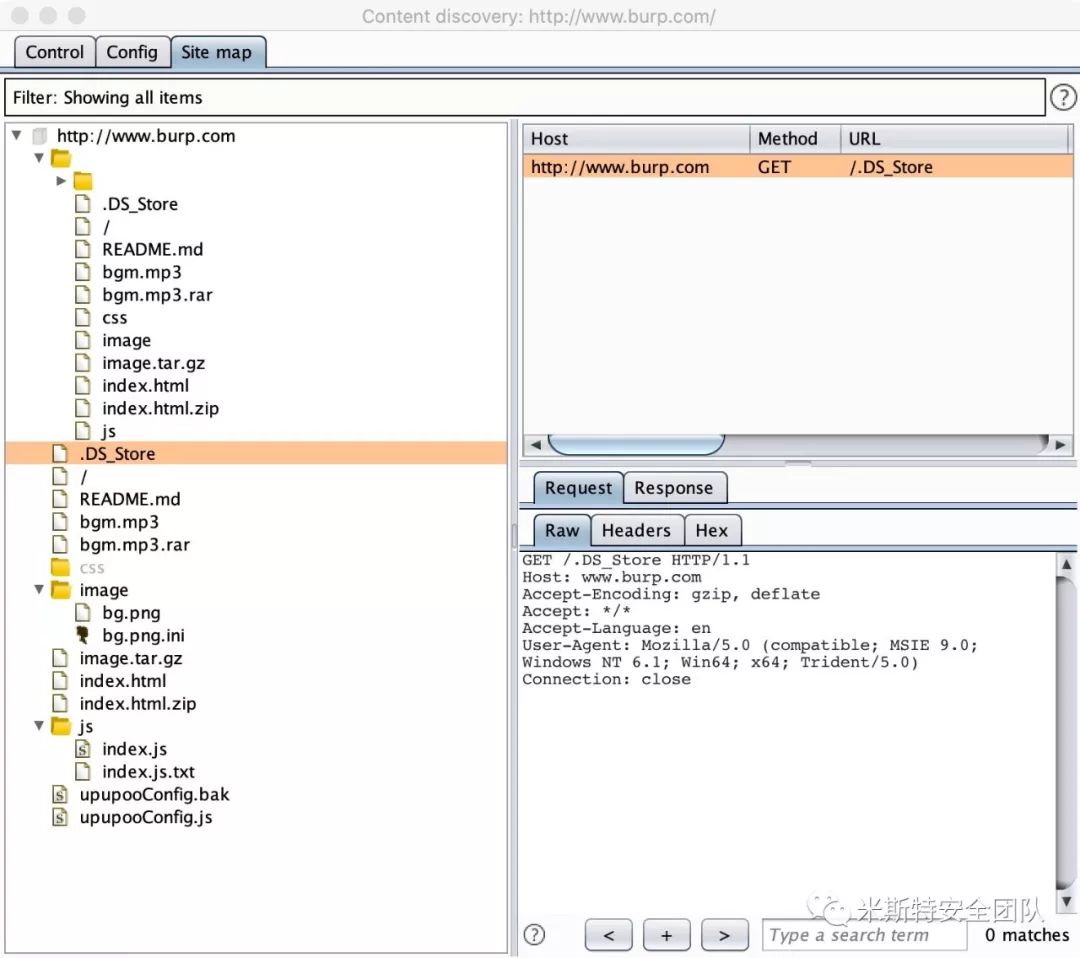 Content discovery: http://www.burp.com/
Control Config Site map
Filter: Showing all items ?
http://www.burp.com
.DS_Store
/
README.md
bgm.mp3
bgm.mp3.rar
css
image
image.tar.gz
index.html
index.html.zip
js
.DS_Store
/
README.md
bgm.mp3
bgm.mp3.rar
css
image
bg.png
bg.png.ini
image.tar.gz
index.html
index.html.zip
js
index.js
index.js.txt
upupooConfig.bak
upupooConfig.js
Host Method URL
http://www.burp.com GET /.DS_Store
Request Response
Raw Headers Hex
GET /.DS_Store HTTP/1.1
Host: www.burp.com
Accept-Encoding: gzip, deflate
Accept: */*
Accept-Language: en
User-Agent: Mozilla/5.0 (compatible; MSIE 9.0;
Windows NT 6.1; Win64; x64; Trident/5.0)
Connection: close
米斯特安全团队
? < + > Type a search term 0 matches